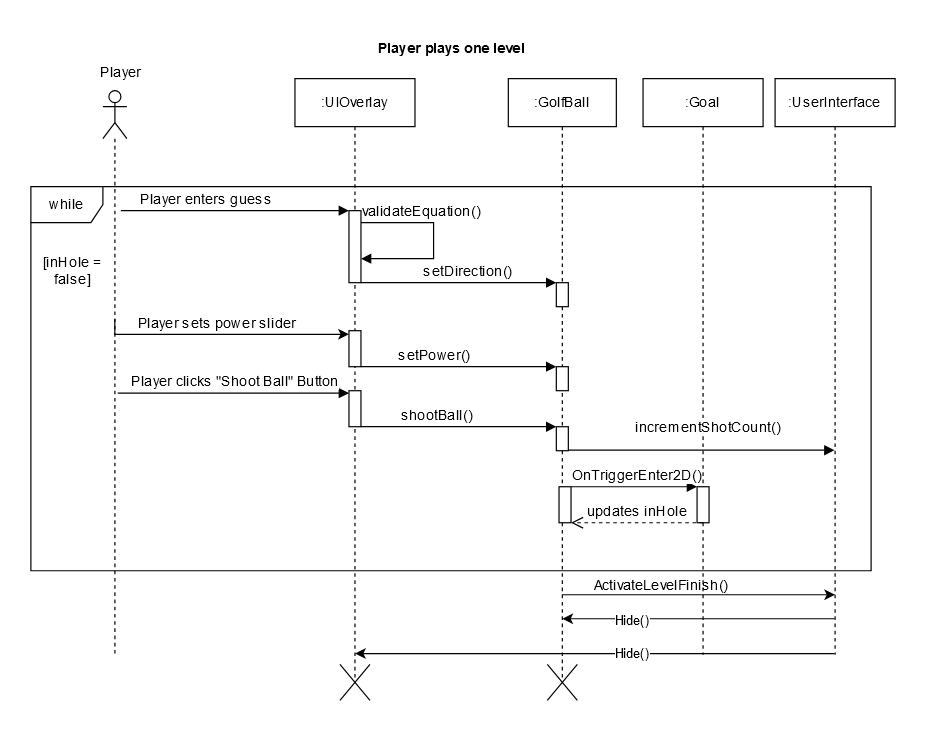 Player plays one level
Player
:UIOverlay
:GolfBall
:Goal
:UserInterface
while
Player enters guess
validateEquation()
[inHole =
false]
setDirection()
Player sets power slider
setPower()
Player clicks "Shoot Ball" Button
shootBall()
incrementShotCount()
OnTriggerEnter2D()
updates inHole
ActivateLevelFinish()
Hide()
Hide()